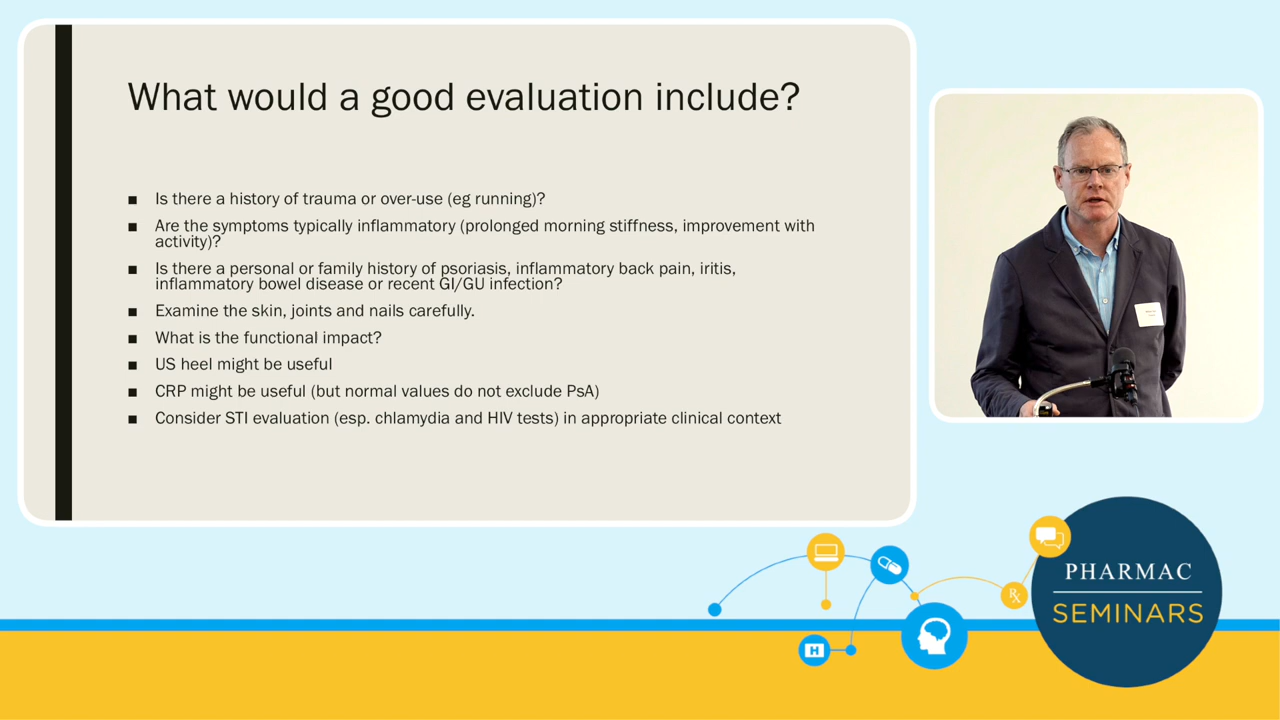 What would a good evaluation include?
■ Is there a history of trauma or over-use (eg running)?
■ Are the symptoms typically inflammatory (prolonged morning stiffness, improvement with
activity)?
■ Is there a personal or family history of psoriasis, inflammatory back pain, iritis,
inflammatory bowel disease or recent GI/GU infection?
■ Examine the skin, joints and nails carefully.
■ What is the functional impact?
■ US heel might be useful
■ CRP might be useful (but normal values do not exclude PsA)
■ Consider STI evaluation (esp. chlamydia and HIV tests) in appropriate clinical context
Rx
PHARMAC
SEMINARS
H